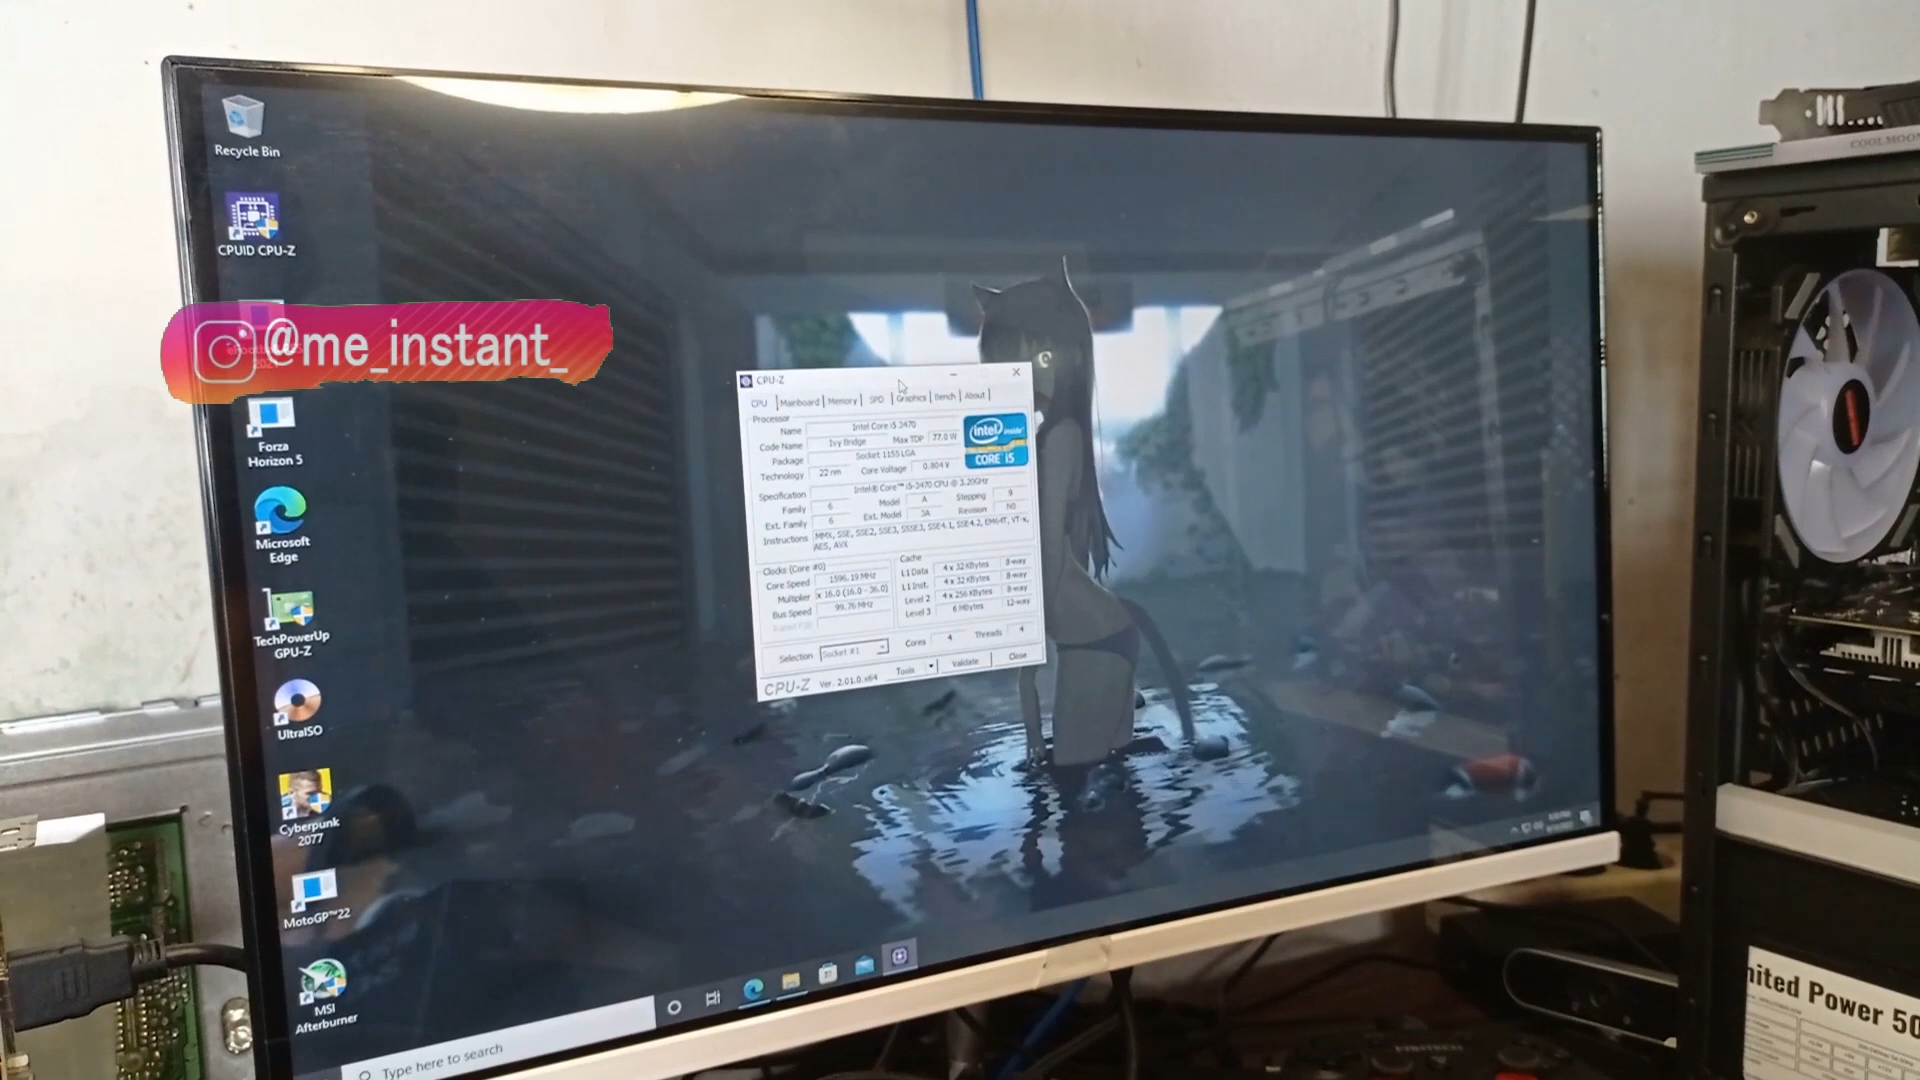 Recycle Bin
CPUID CPU-Z
@me_instant_
Forza
Horizon 5
Microsoft
Edge
TechPowerUp
GPU-Z
UltraISO
Cyberpunk
2077
MotoGP™22
MSI
Afterburner
Type here to search
CPU-Z
CPU Mainboard Memory SPD Graphics Bench About
Processor
Name Intel Core i5 3470
Code Name Ivy Bridge Max TDP 77.0 W
Package Socket 1155 LGA
Technology 22 nm Core Voltage 0.804 V
intel inside
CORE i5
Specification Intel® Core™ i5-3470 CPU @ 3.20GHz
Family 6 Model A Stepping 9
Ext. Family 6 Ext. Model 3A Revision N0
Instructions MMX, SSE, SSE2, SSE3, SSSE3, SSE4.1, SSE4.2, EM64T, VT-x,
AES, AVX
Clocks (Core #0)
Core Speed 1596.19 MHz
Multiplier x 16.0 (16.0 - 36.0)
Bus Speed 99.76 MHz
Rated FSB
Cache
L1 Data 4 x 32 KBytes 8-way
L1 Inst. 4 x 32 KBytes 8-way
Level 2 4 x 256 KBytes 8-way
Level 3 6 MBytes 12-way
Selection Socket #1 Cores 4 Threads 4
CPU-Z Ver. 2.01.0.x64 Tools Validate Close
COOLMOON
nited Power 50